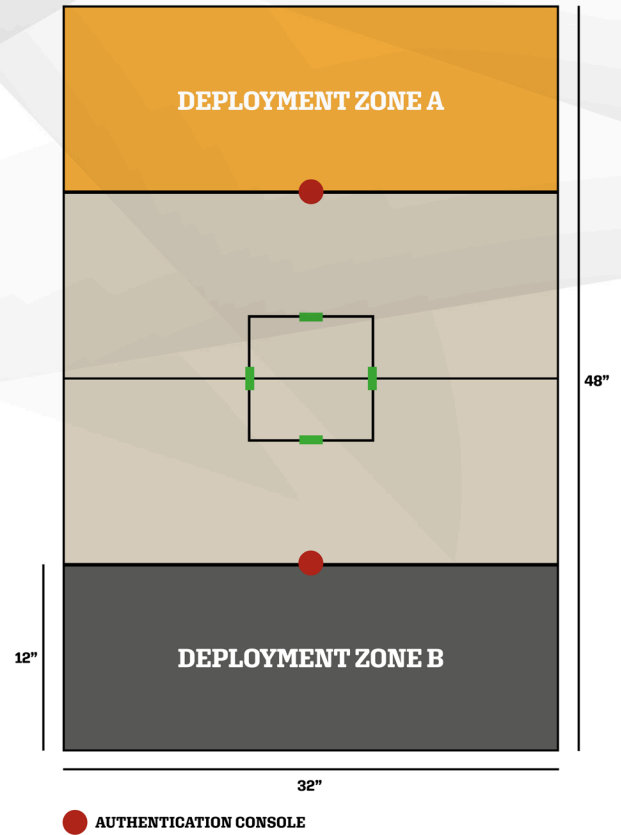 DEPLOYMENT ZONE A
48”
12”
DEPLOYMENT ZONE B
32”
AUTHENTICATION CONSOLE